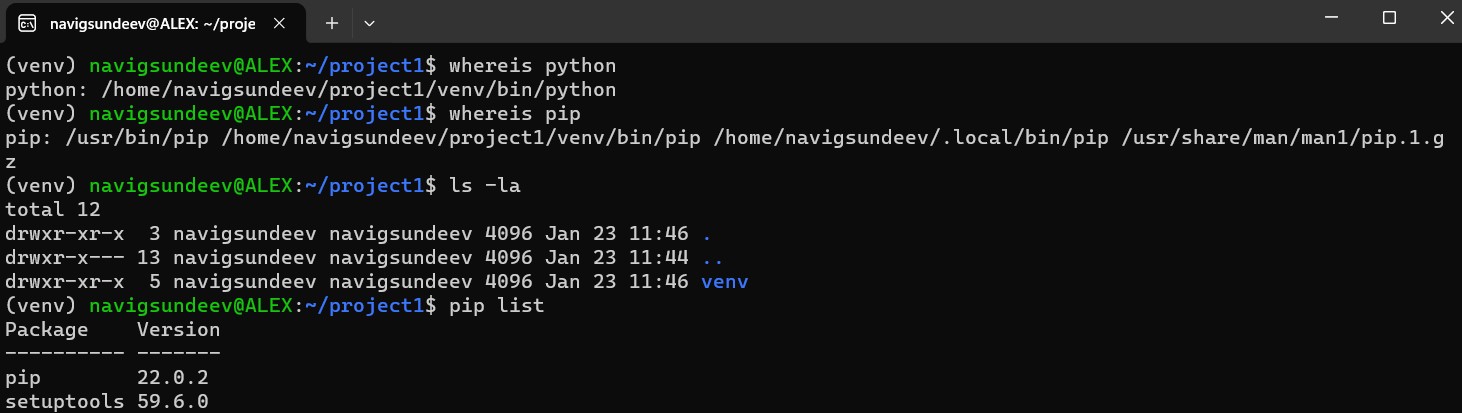 navigsundeev@ALEX: ~/proje
(venv) navigsundeev@ALEX:~/project1$ whereis python
python: /home/navigsundeev/project1/venv/bin/python
(venv) navigsundeev@ALEX:~/project1$ whereis pip
pip: /usr/bin/pip /home/navigsundeev/project1/venv/bin/pip /home/navigsundeev/.local/bin/pip /usr/share/man/man1/pip.1.g
z
(venv) navigsundeev@ALEX:~/project1$ ls -la
total 12
drwxr-xr-x  3 navigsundeev navigsundeev 4096 Jan 23 11:46 .
drwxr-x--- 13 navigsundeev navigsundeev 4096 Jan 23 11:44 ..
drwxr-xr-x  5 navigsundeev navigsundeev 4096 Jan 23 11:46 venv
(venv) navigsundeev@ALEX:~/project1$ pip list
Package    Version
---------- -------
pip        22.0.2
setuptools 59.6.0